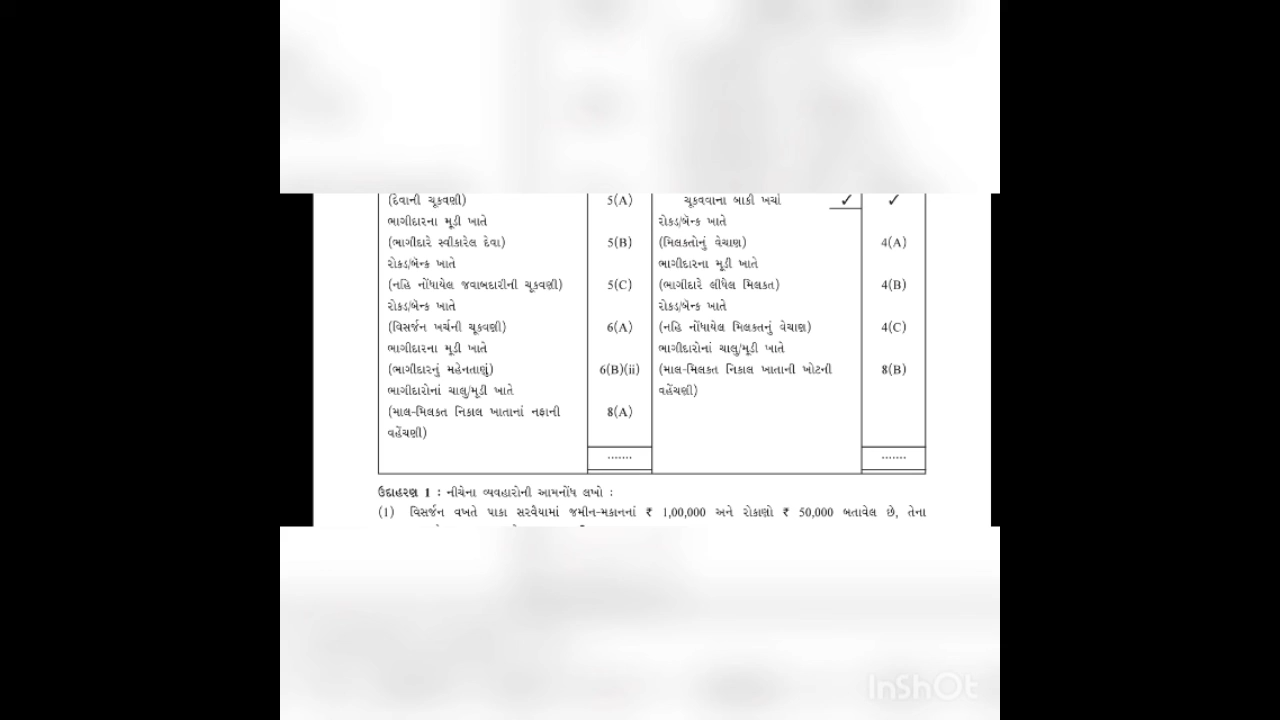 (દેવાની ચૂકવણી) 5(A) ચૂકવવાના બાકી ખર્ચો ✓ ✓
ભાગીદારના મૂડી ખાતે રોકડ/બૅન્ક ખાતે
(ભાગીદારે સ્વીકારેલ દેવા) 5(B) (મિલકતોનું વેચાણ) 4(A)
રોકડ/બૅન્ક ખાતે ભાગીદારના મૂડી ખાતે
(નહિ નોંધાયેલ જવાબદારીની ચૂકવણી) 5(C) (ભાગીદારે લીધેલ મિલકત) 4(B)
રોકડ/બૅન્ક ખાતે રોકડ/બૅન્ક ખાતે
(વિસર્જન ખર્ચની ચૂકવણી) 6(A) (નહિ નોંધાયેલ મિલકતનું વેચાણ) 4(C)
ભાગીદારના મૂડી ખાતે ભાગીદારોનાં ચાલુ/મૂડી ખાતે
(ભાગીદારનું મહેનતાણું) 6(B)(ii) (માલ-મિલકત નિકાલ ખાતાની ખોટની 8(B)
ભાગીદારોનાં ચાલુ/મૂડી ખાતે વહેંચણી)
(માલ-મિલકત નિકાલ ખાતાનાં નફાની 8(A)
વહેંચણી)
....... .......
ઉદાહરણ 1 : નીચેના વ્યવહારોની આમનોંધ લખો :
(1) વિસર્જન વખતે પાકા સરવૈયામાં જમીન-મકાનનાં ₹ 1,00,000 અને રોકાણો ₹ 50,000 બતાવેલ છે, તેના
InShOt